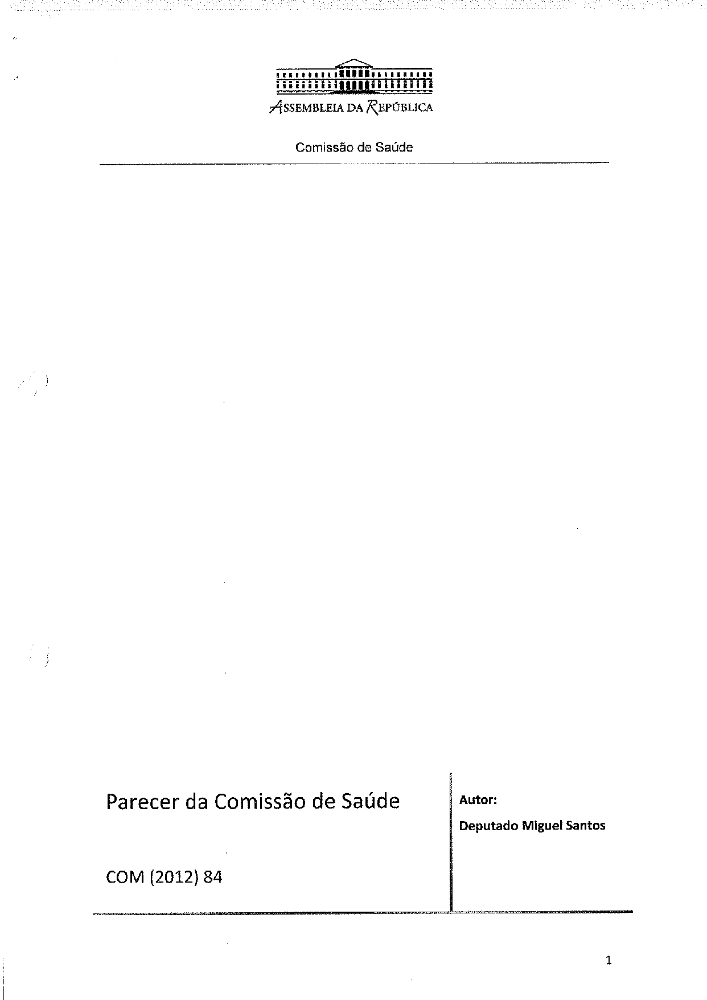 ASSEMBLEIA DA REPÚBLICA
Comissão de Saúde
Parecer da Comissão de Saúde
COM (2012) 84
Autor:
Deputado Miguel Santos
1